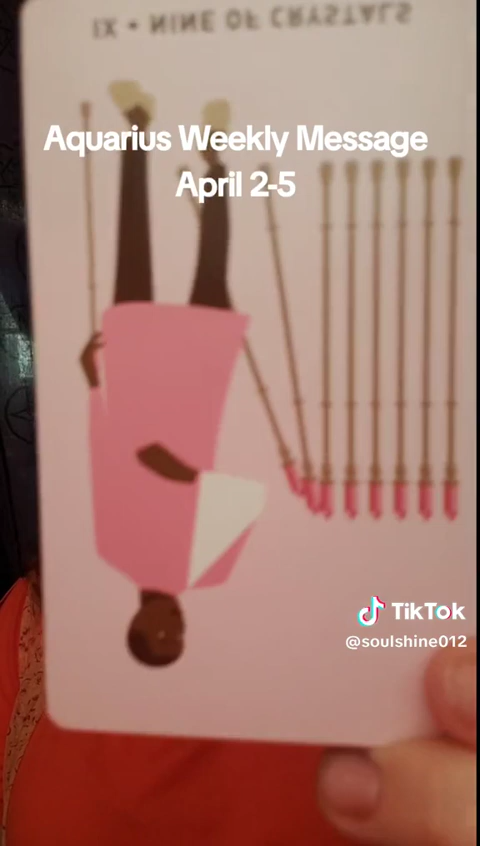 IX • NINE OF CRYSTALS
Aquarius Weekly Message
April 2-5
TikTok
@soulshine012